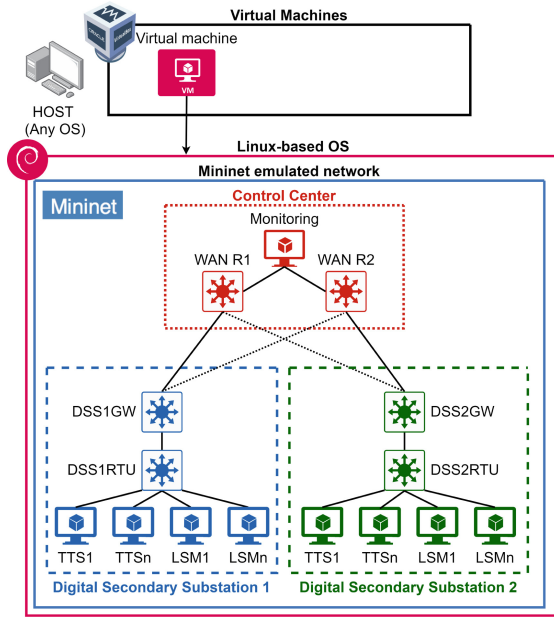 Virtual Machines
ORACLE
VirtualBox
Virtual machine
VM
HOST
(Any OS)
Linux-based OS
Mininet emulated network
Mininet
Control Center
Monitoring
WAN R1
WAN R2
DSS1GW
DSS2GW
DSS1RTU
DSS2RTU
TTS1 TTSn LSM1 LSMn
TTS1 TTSn LSM1 LSMn
Digital Secondary Substation 1
Digital Secondary Substation 2